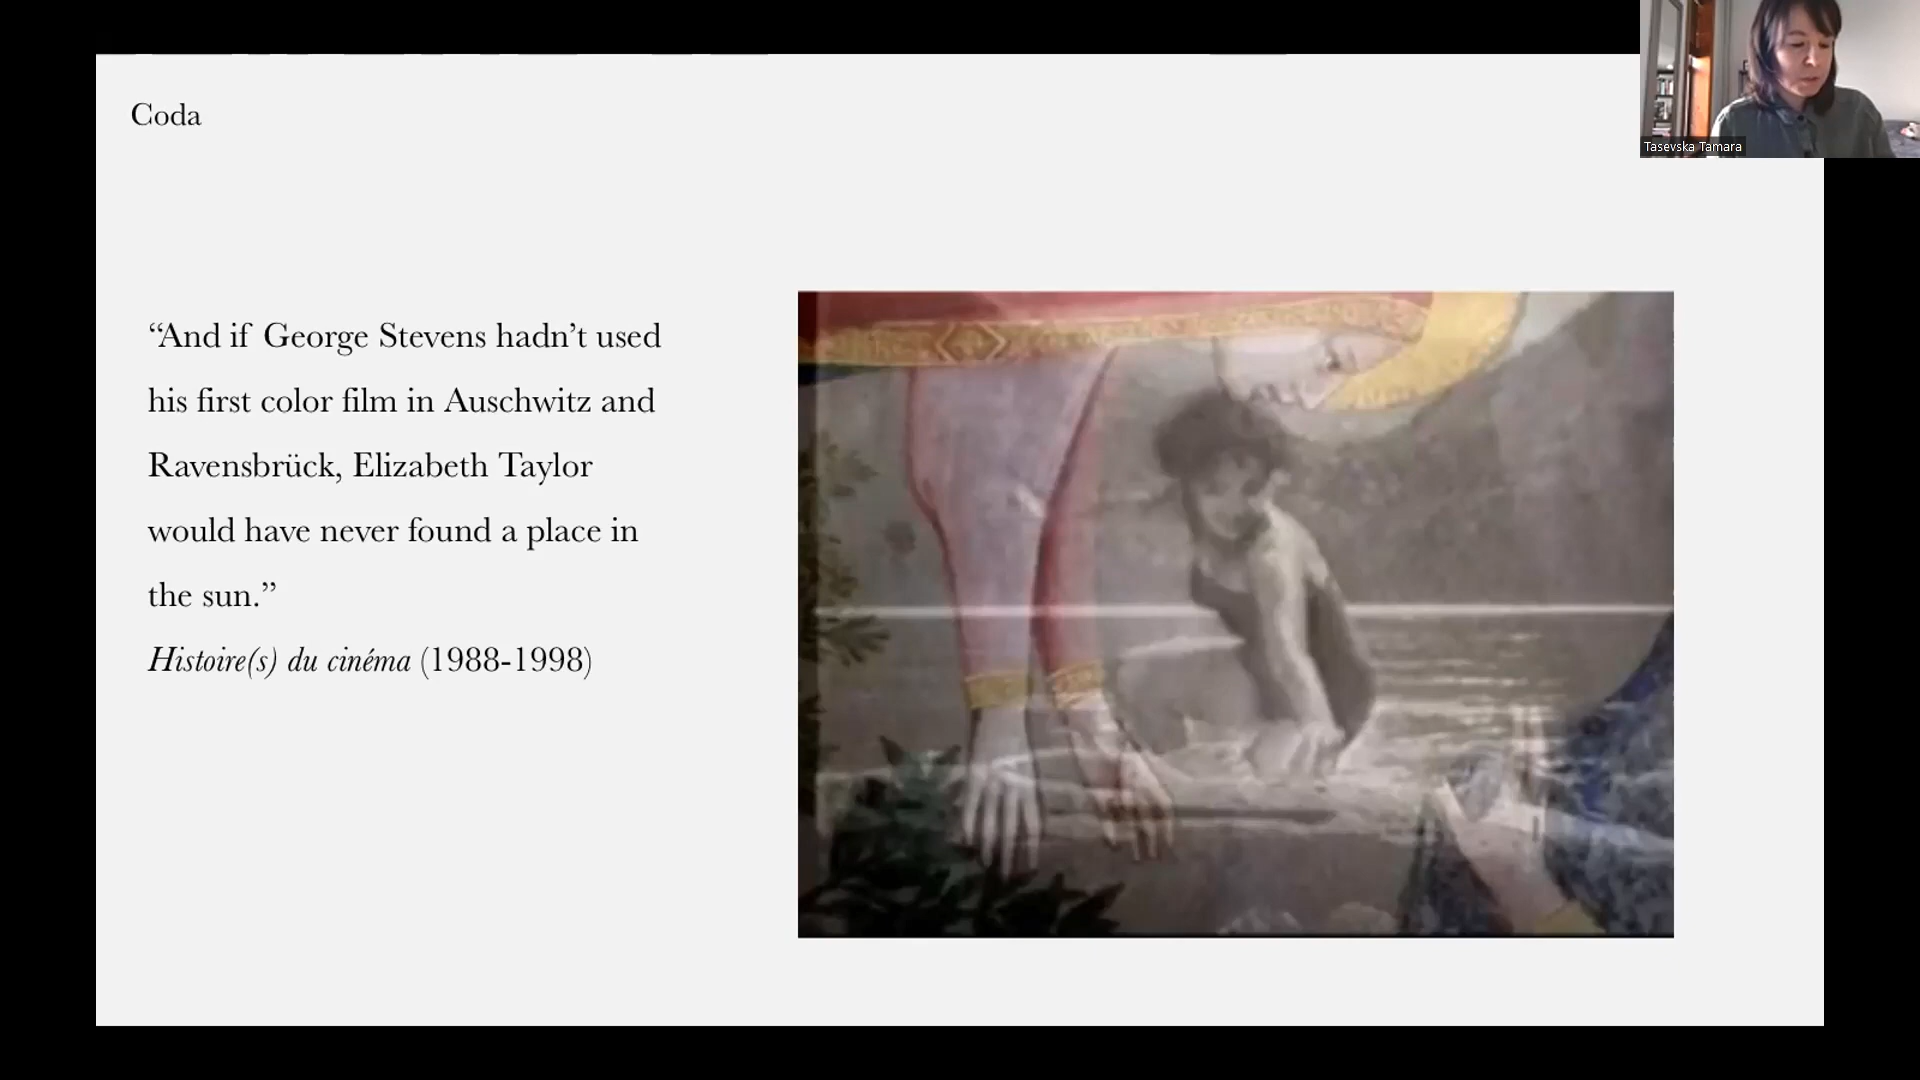 Coda
“And if George Stevens hadn’t used
his first color film in Auschwitz and
Ravensbrück, Elizabeth Taylor
would have never found a place in
the sun.”
Histoire(s) du cinéma (1988-1998)
Tasevska Tamara